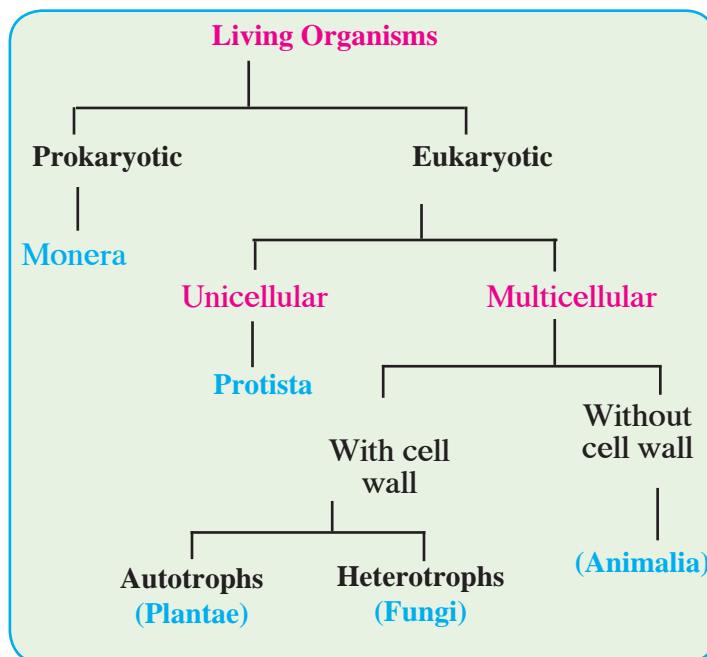 Living Organisms
Prokaryotic
Eukaryotic
Monera
Unicellular
Multicellular
Protista
With cell
wall
Without
cell wall
Autotrophs
(Plantae)
Heterotrophs
(Fungi)
(Animalia)